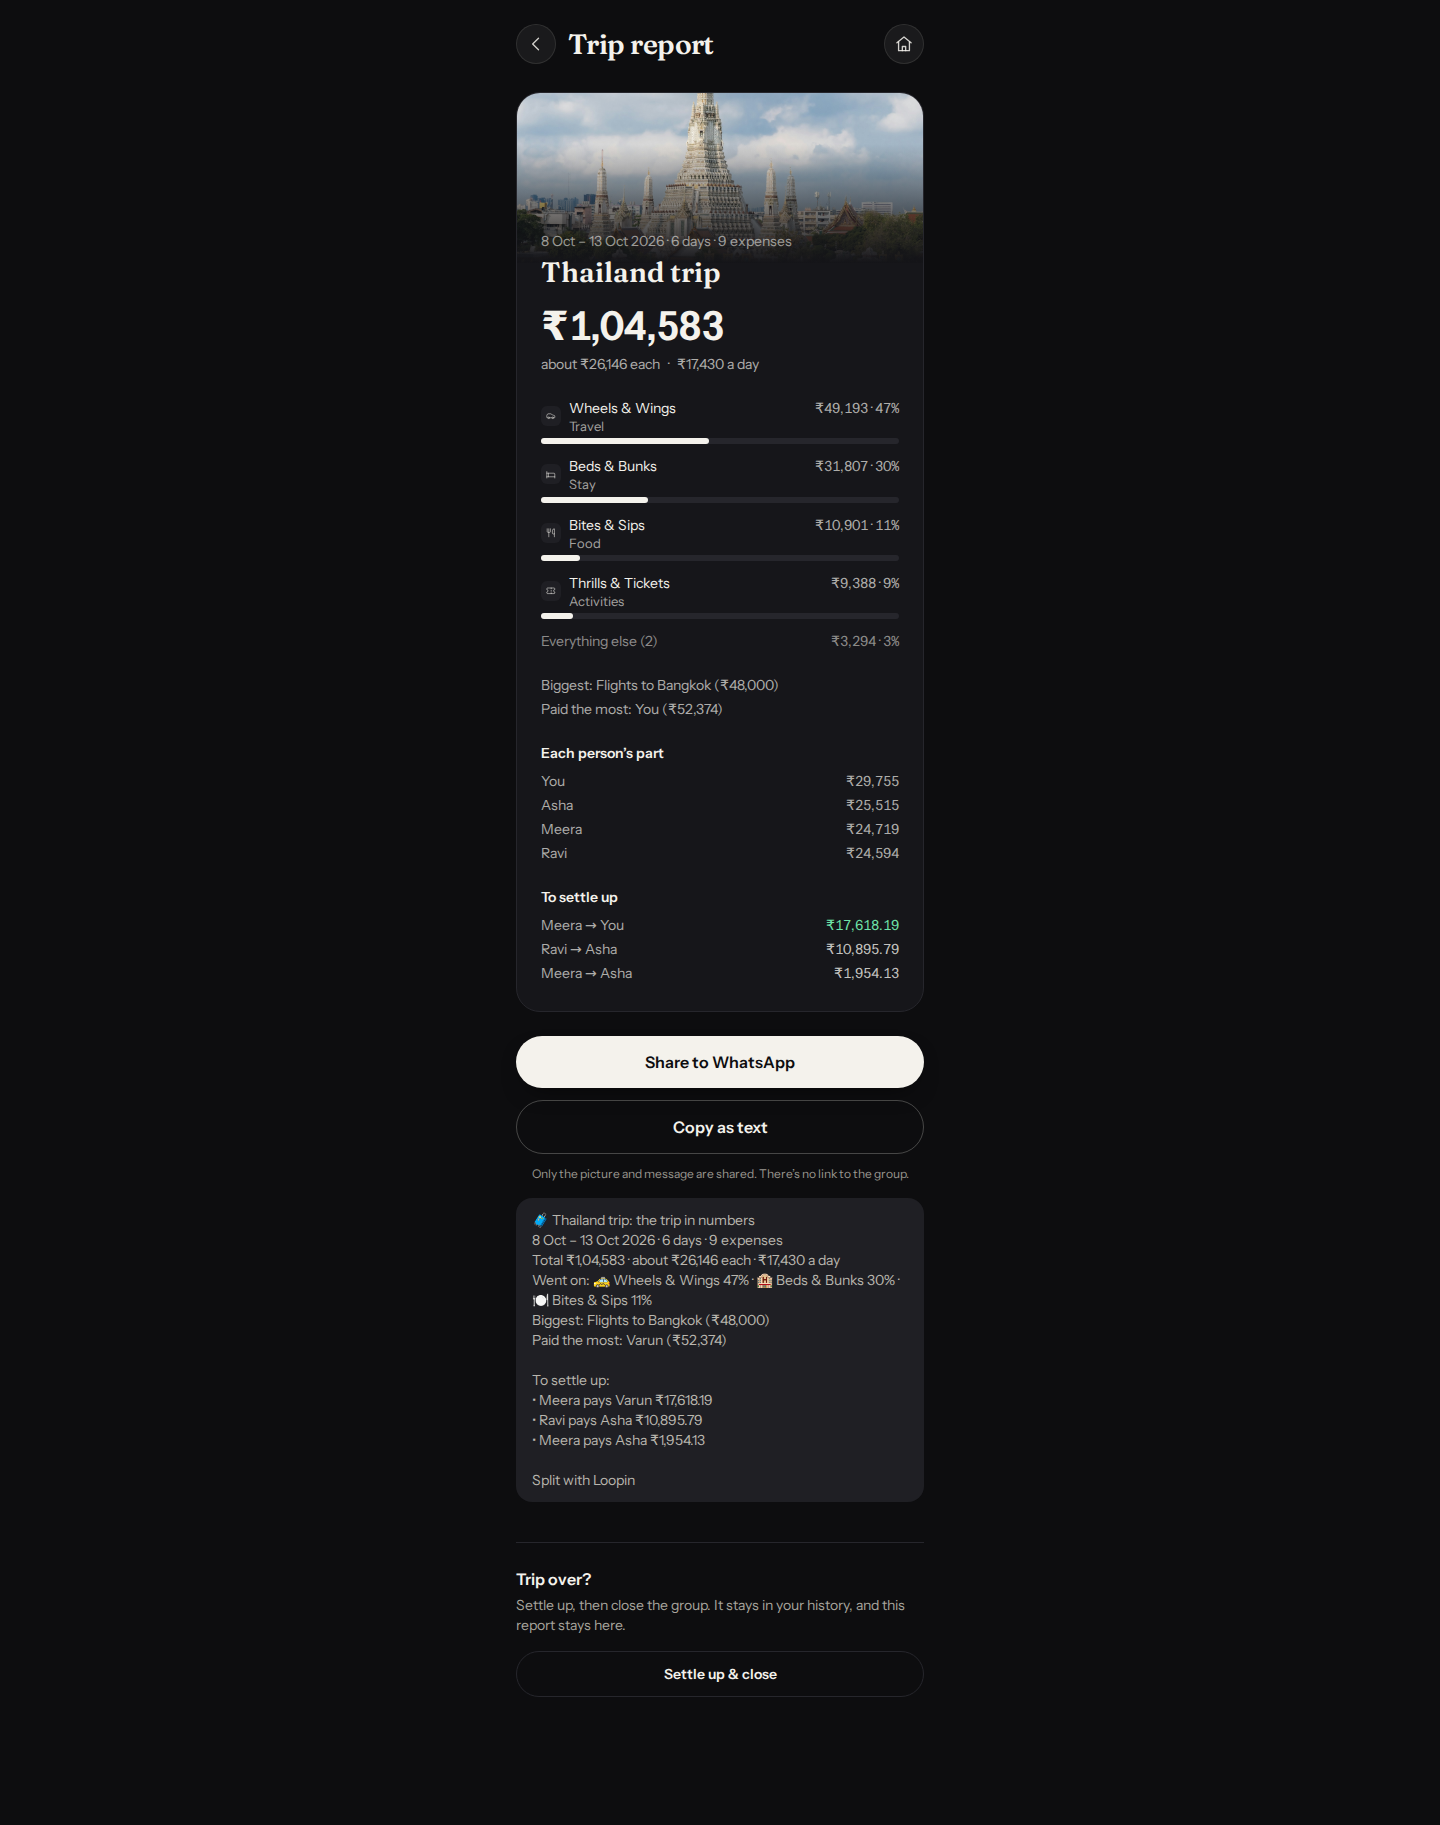 Trip report
8 Oct – 13 Oct 2026 · 6 days · 9 expenses
Thailand trip
₹1,04,583
about ₹26,146 each · ₹17,430 a day
Wheels & Wings ₹49,193 · 47%
Travel
Beds & Bunks ₹31,807 · 30%
Stay
Bites & Sips ₹10,901 · 11%
Food
Thrills & Tickets ₹9,388 · 9%
Activities
Everything else (2) ₹3,294 · 3%
Biggest: Flights to Bangkok (₹48,000)
Paid the most: You (₹52,374)
Each person’s part
You ₹29,755
Asha ₹25,515
Meera ₹24,719
Ravi ₹24,594
To settle up
Meera → You ₹17,618.19
Ravi → Asha ₹10,895.79
Meera → Asha ₹1,954.13
Share to WhatsApp
Copy as text
Only the picture and message are shared. There’s no link to the group.
🧳 Thailand trip: the trip in numbers
8 Oct – 13 Oct 2026 · 6 days · 9 expenses
Total ₹1,04,583 · about ₹26,146 each · ₹17,430 a day
Went on: 🚕 Wheels & Wings 47% · 🏨 Beds & Bunks 30% ·
🍽️ Bites & Sips 11%
Biggest: Flights to Bangkok (₹48,000)
Paid the most: Varun (₹52,374)
To settle up:
• Meera pays Varun ₹17,618.19
• Ravi pays Asha ₹10,895.79
• Meera pays Asha ₹1,954.13
Split with Loopin
Trip over?
Settle up, then close the group. It stays in your history, and this
report stays here.
Settle up & close